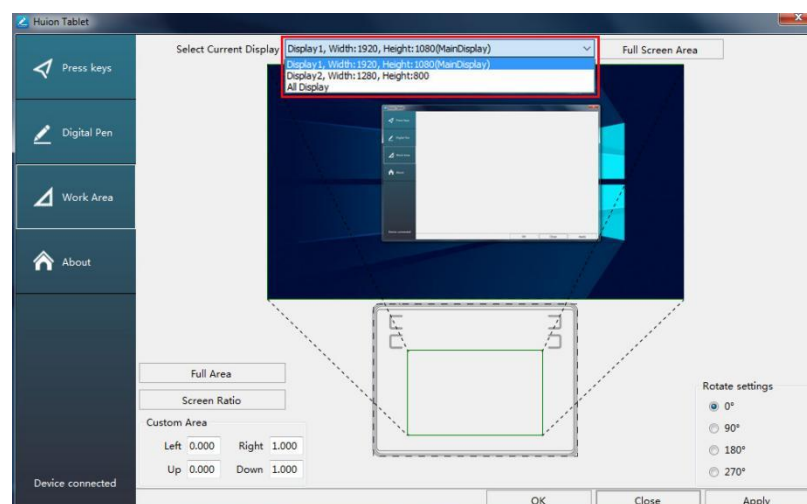 Huion Tablet
Press keys
Digital Pen
Work Area
About
Device connected
Select Current Display
Display1, Width:1920, Height:1080(MainDisplay)
Full Screen Area
Display1, Width:1920, Height:1080(MainDisplay)
Display2, Width:1280, Height:800
All Display
Full Area
Screen Ratio
Custom Area
Left 0.000 Right 1.000
Up 0.000 Down 1.000
Rotate settings
0°
90°
180°
270°
OK Close Apply